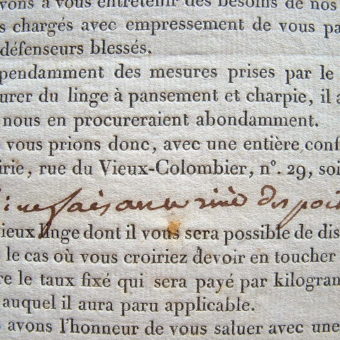 vons à vous entretenir des besoins de nos
s chargés avec empressement de vous pa
défenseurs blessés.
pendamment des mesures prises par le
urer du linge à pansement et charpie, il a
nous en procureraient abondamment.
vous prions donc, avec une entière conf
irie, rue du Vieux-Colombier, n°. 29, soi
ieux linge dont il vous sera possible de dis
le cas où vous croiriez devoir en toucher
re le taux fixé qui sera payé par kilogran
auquel il aura paru applicable.
avons l'honneur de vous saluer avec une